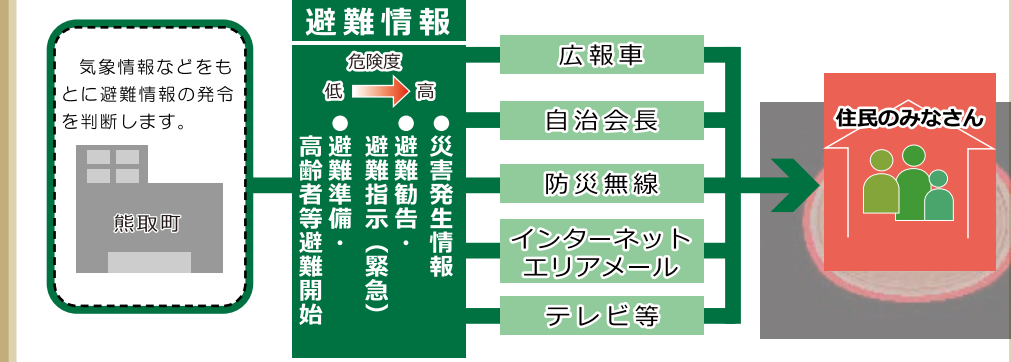 気象情報などをも
とに避難情報の発令
を判断します。
熊取町
避難情報
危険度
低
高
●避難準備・
高齢者等避難開始
●避難勧告・
避難指示（緊急）
●災害発生情報
広報車
自治会長
防災無線
インターネット
エリアメール
テレビ等
住民のみなさん